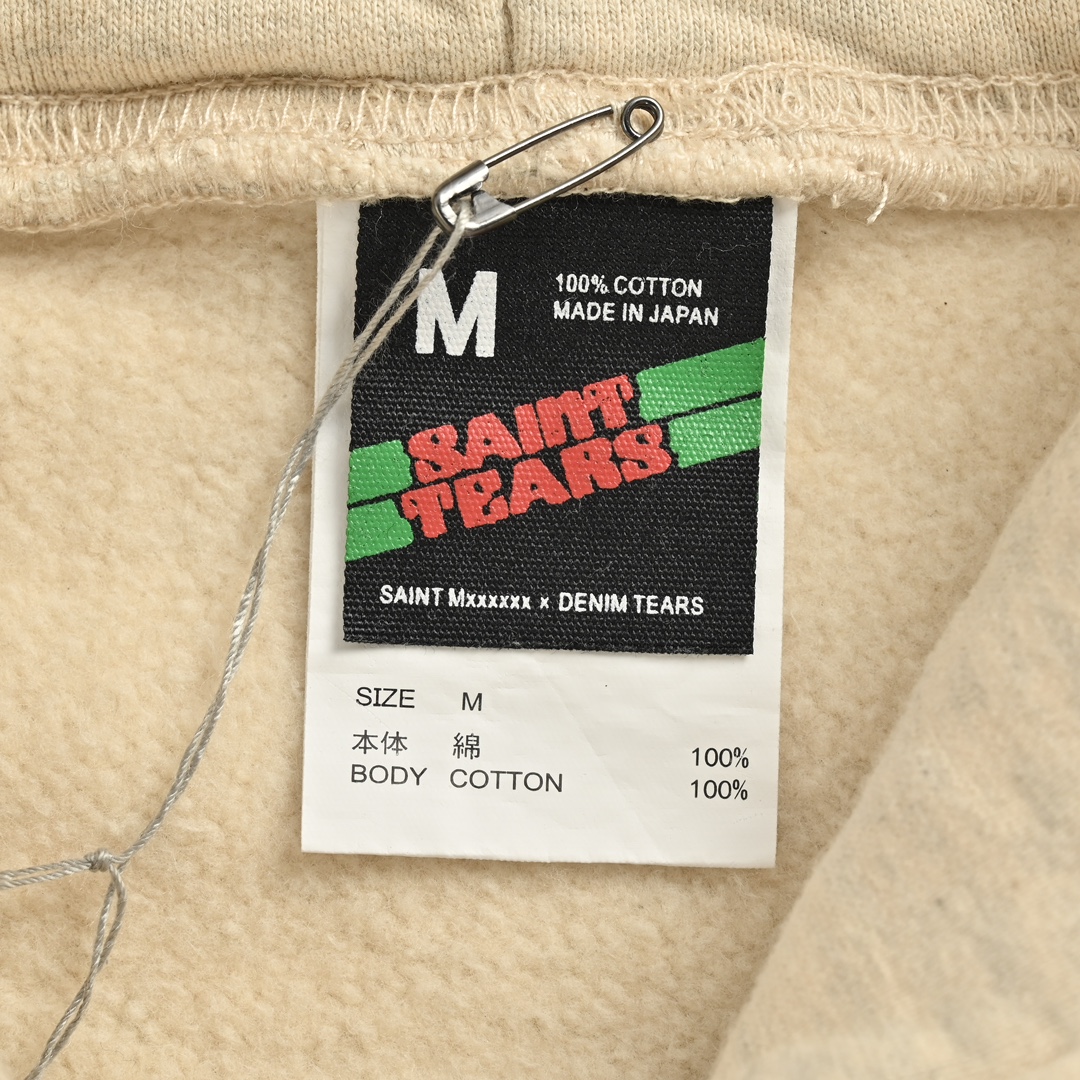 M
100% COTTON
MADE IN JAPAN
SAINT
TEARS
SAINT Mxxxxxx × DENIM TEARS
SIZE M
本体 綿 100%
BODY COTTON 100%